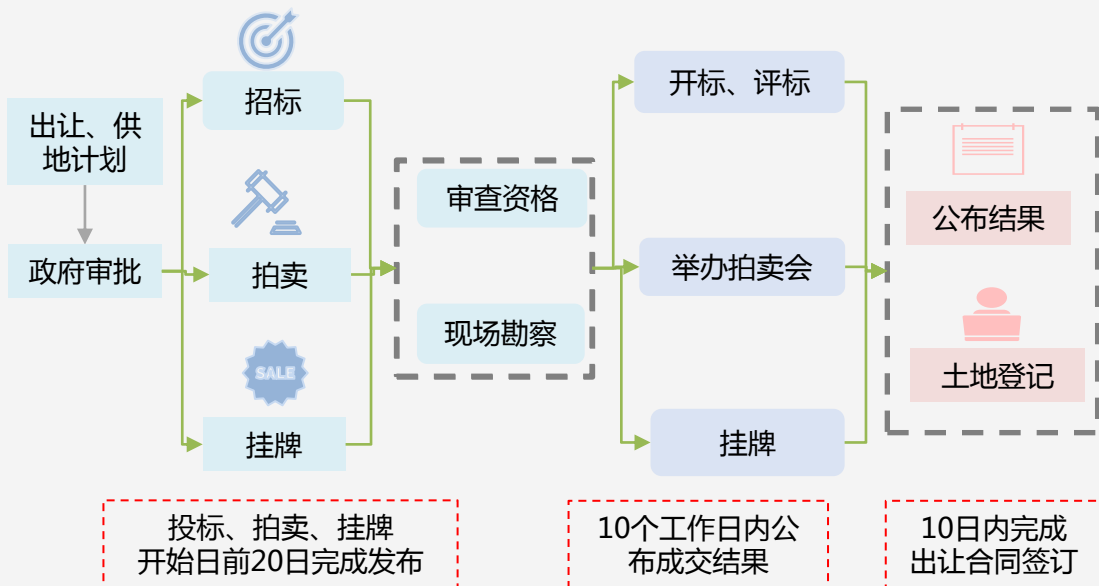 出让、供
地计划
政府审批
招标
拍卖
SALE
挂牌
审查资格
现场勘察
开标、评标
举办拍卖会
挂牌
公布结果
土地登记
投标、拍卖、挂牌
开始日前20日完成发布
10个工作日内公
布成交结果
10日内完成
出让合同签订